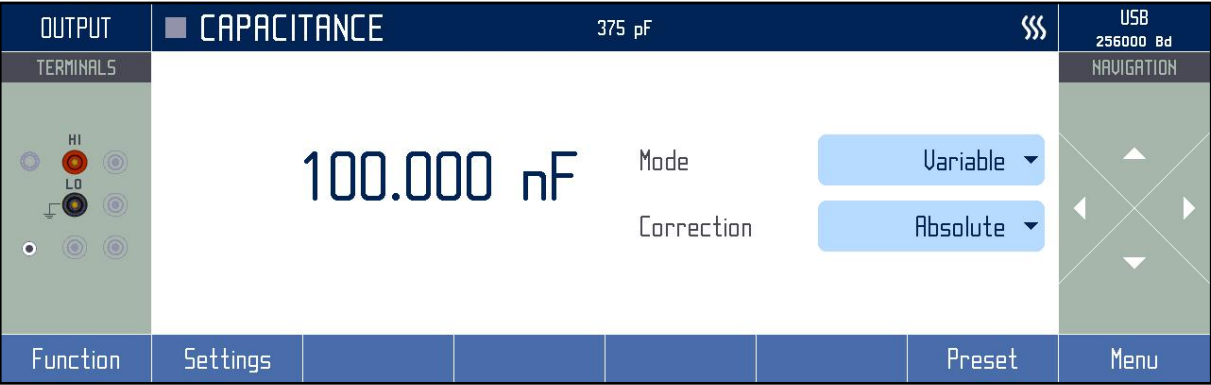 OUTPUT
CAPACITANCE
375 pF
USB
256000 Bd
TERMINALS
NAVIGATION
HI
LO
100.000 nF
Mode
Variable
Correction
Absolute
Function
Settings
Preset
Menu